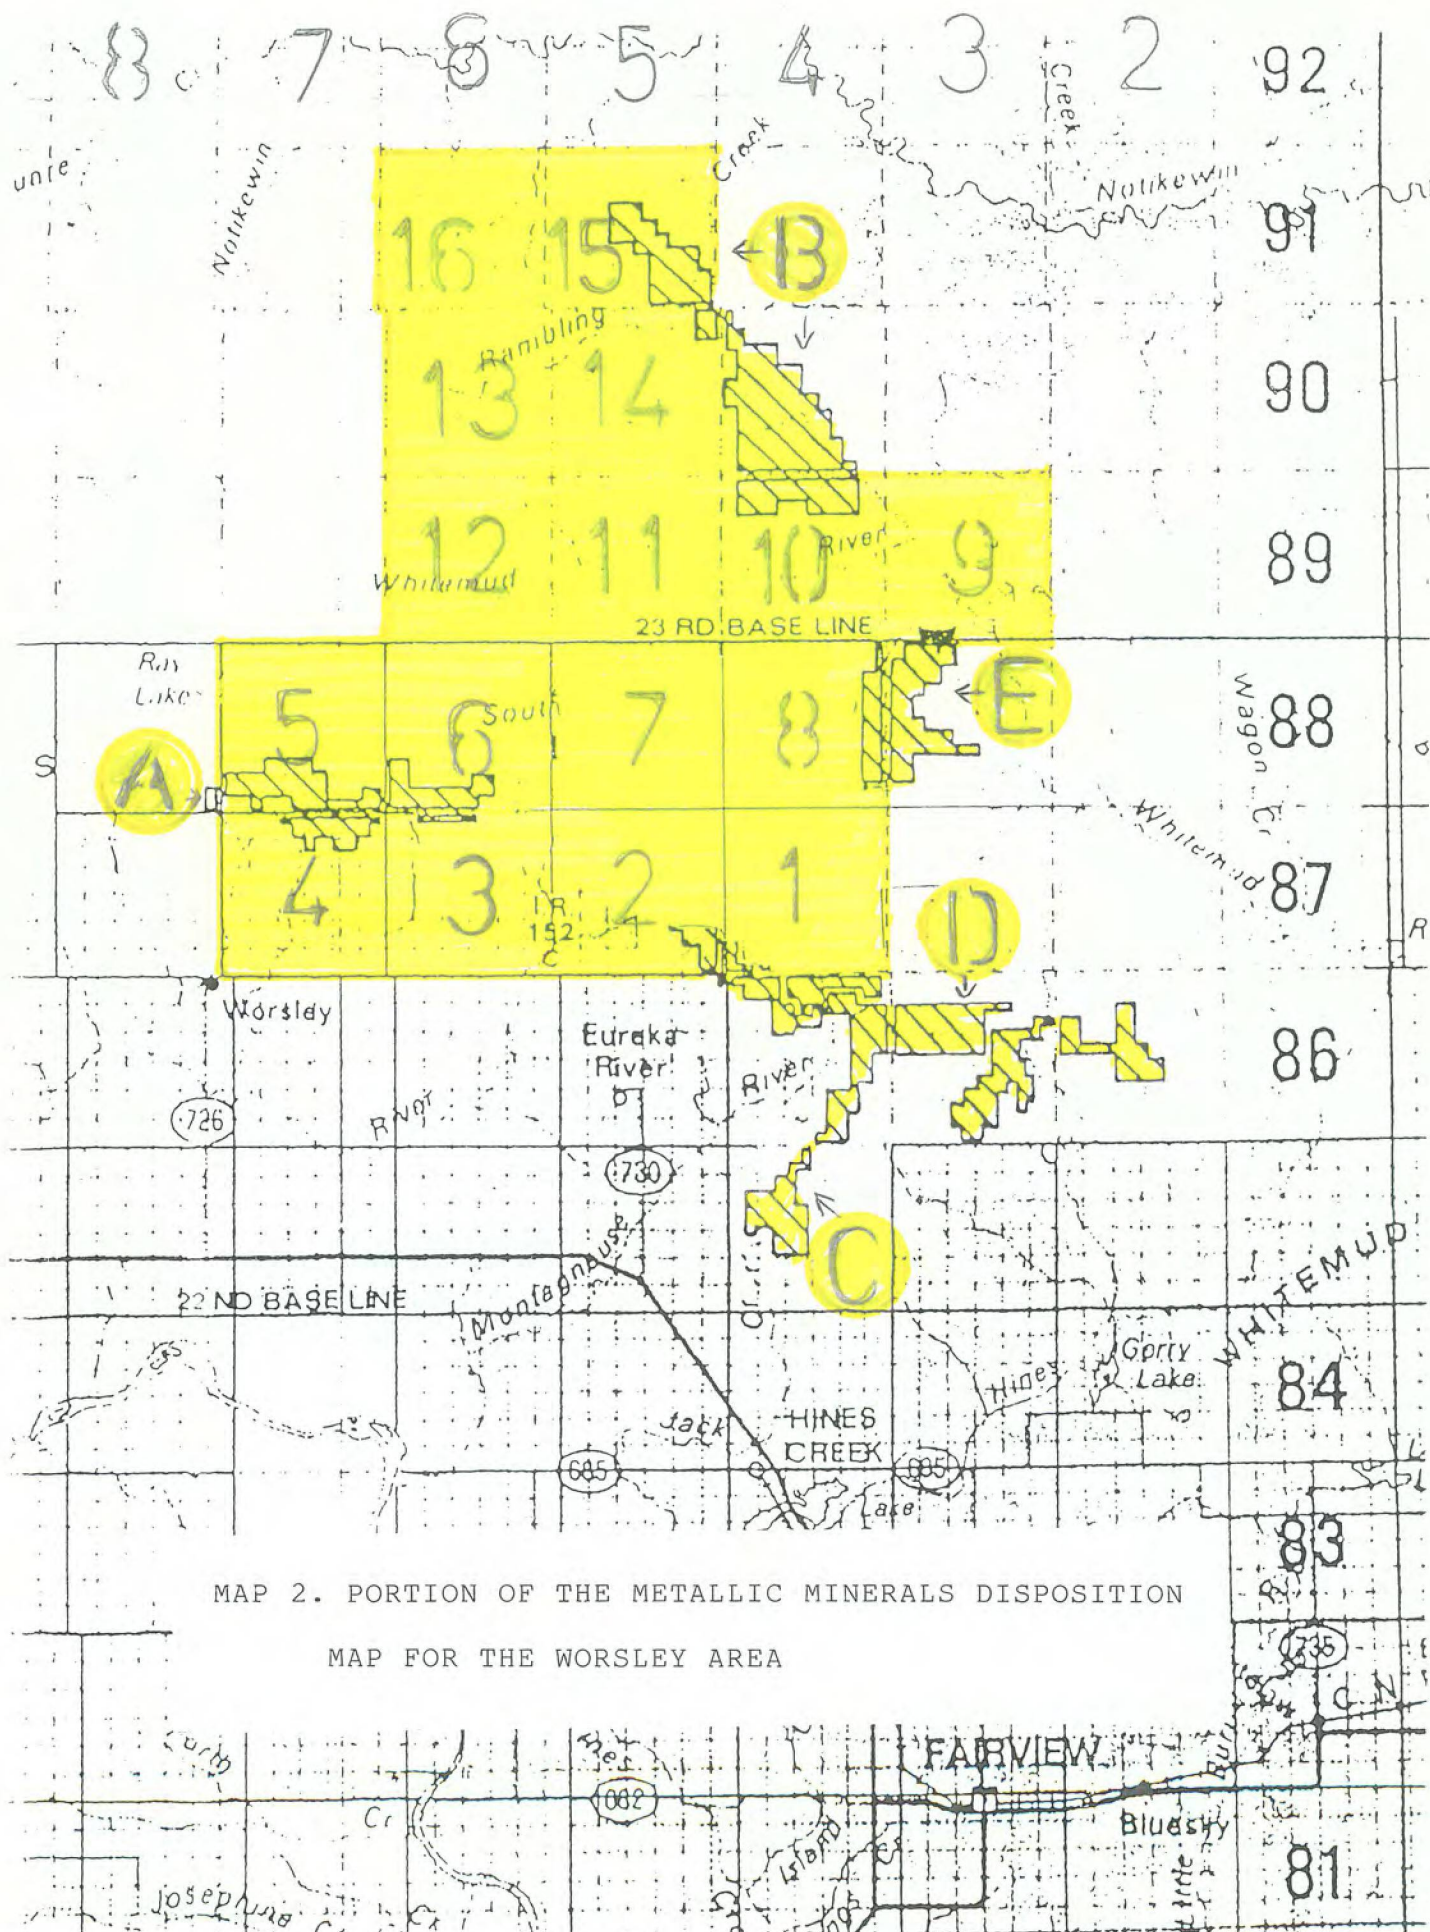 8 7 6 5 4 3 2 92
Creek
Creek
Notikewin
Notikewin
91
16 15 B
Rambling
13 14 90
12 11 10 River 9 89
Whitemud
23 RD BASE LINE
Lake
5 6 South 7 8 E 88
S
A
Wagon Cr
Whitemud
4 3 2 1 87
I R
152
C
D
R
Worsley
Eureka
River
River
86
726
River
730
C
Montagneuse
22 ND BASE LINE
WHITEMUD
Gerry
Lake
Hines
84
Jack
HINES
CREEK
685
685
Lake
83
R
MAP 2. PORTION OF THE METALLIC MINERALS DISPOSITION
MAP FOR THE WORSLEY AREA
735
C N
FAIRVIEW
682
Cr
Bluesky
Island
81
Josephine
Cr
Little